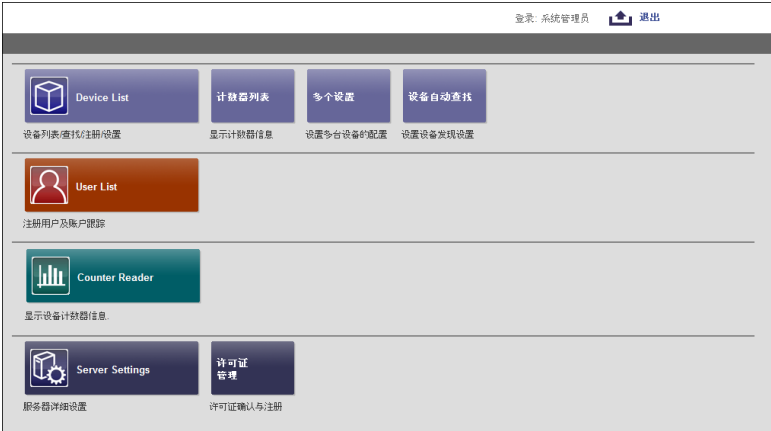 登录: 系统管理员 退出
Device List 计数器列表 多个设置 设备自动查找
设备列表/查找/注册/设置 显示计数器信息 设置多台设备的配置 设置设备发现设置
User List
注册用户及账户跟踪
Counter Reader
显示设备计数器信息.
Server Settings 许可证
管理
服务器详细设置 许可证确认与注册